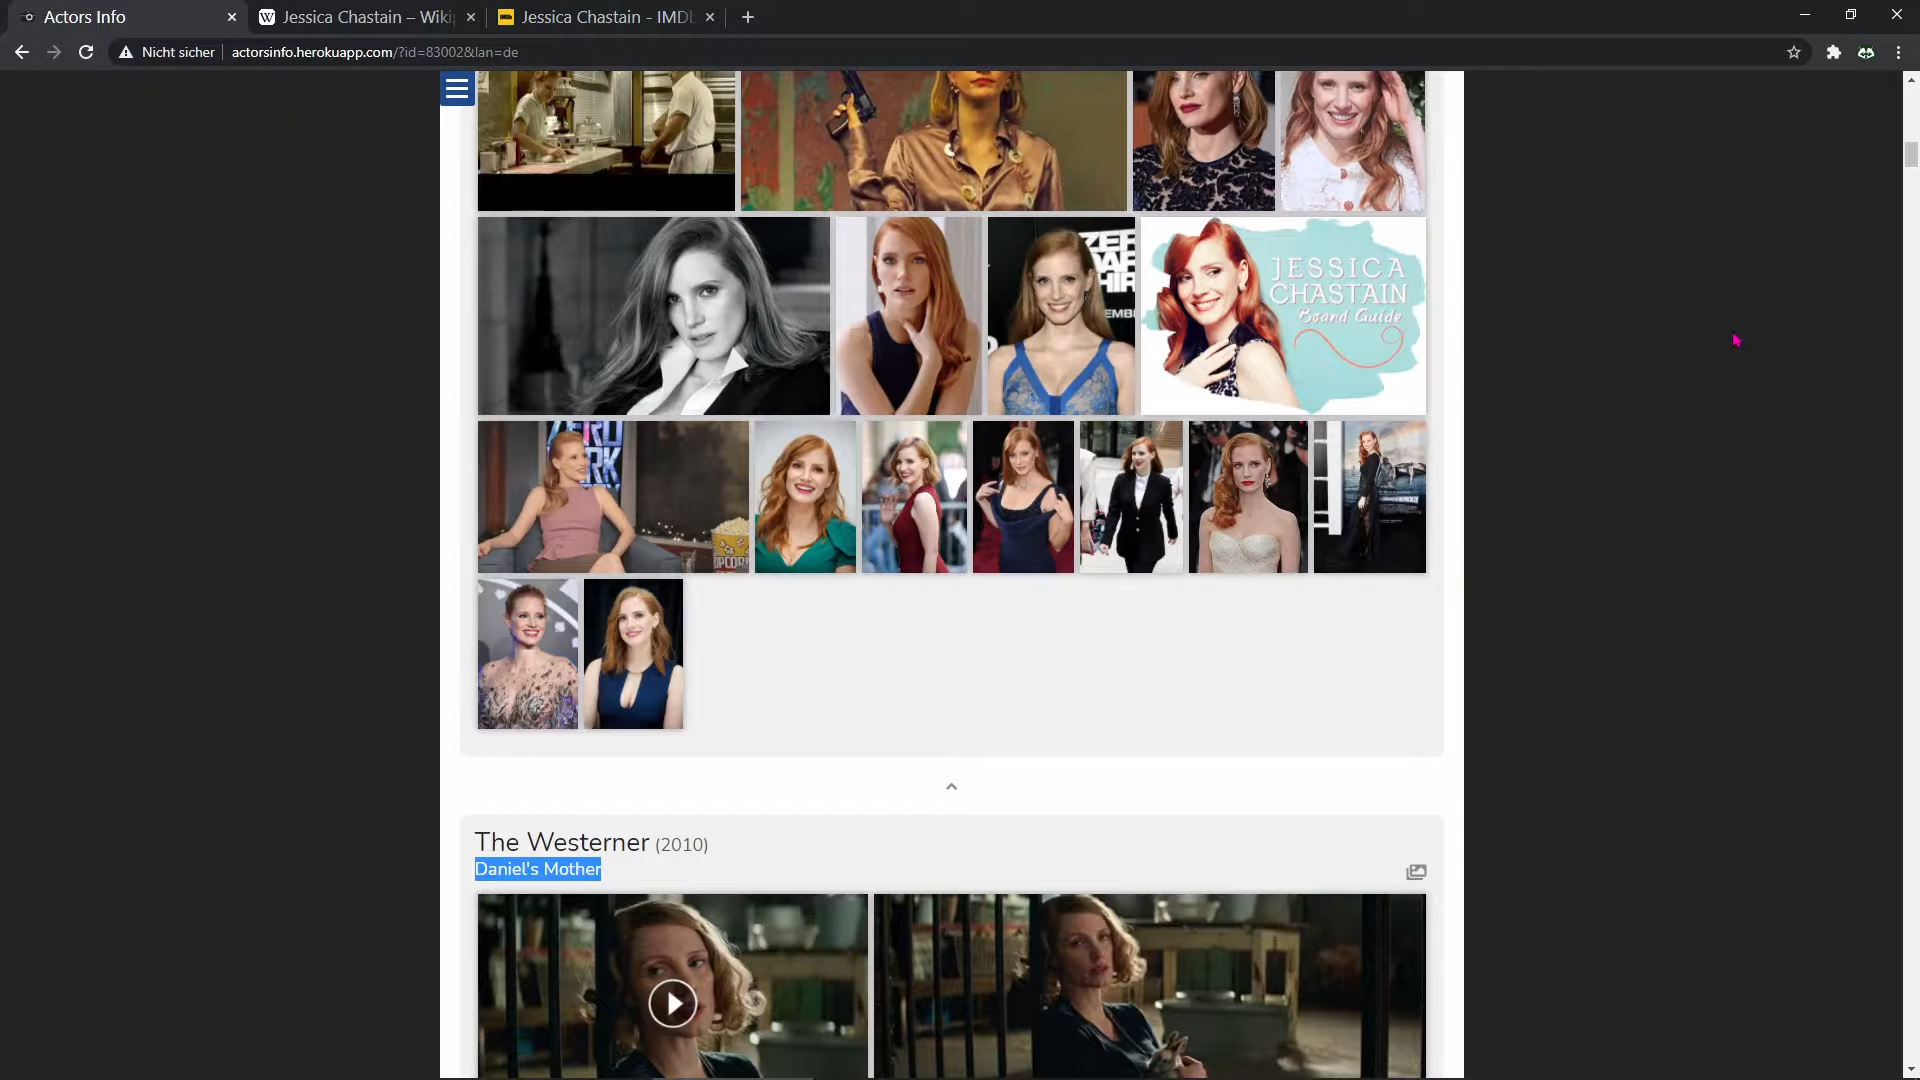 Actors Info
Jessica Chastain – Wiki
Jessica Chastain - IMD
Nicht sicher
actorsinfo.herokuapp.com/?id=83002&lan=de
JESSICA
CHASTAIN
Board Guide
The Westerner (2010)
Daniel's Mother